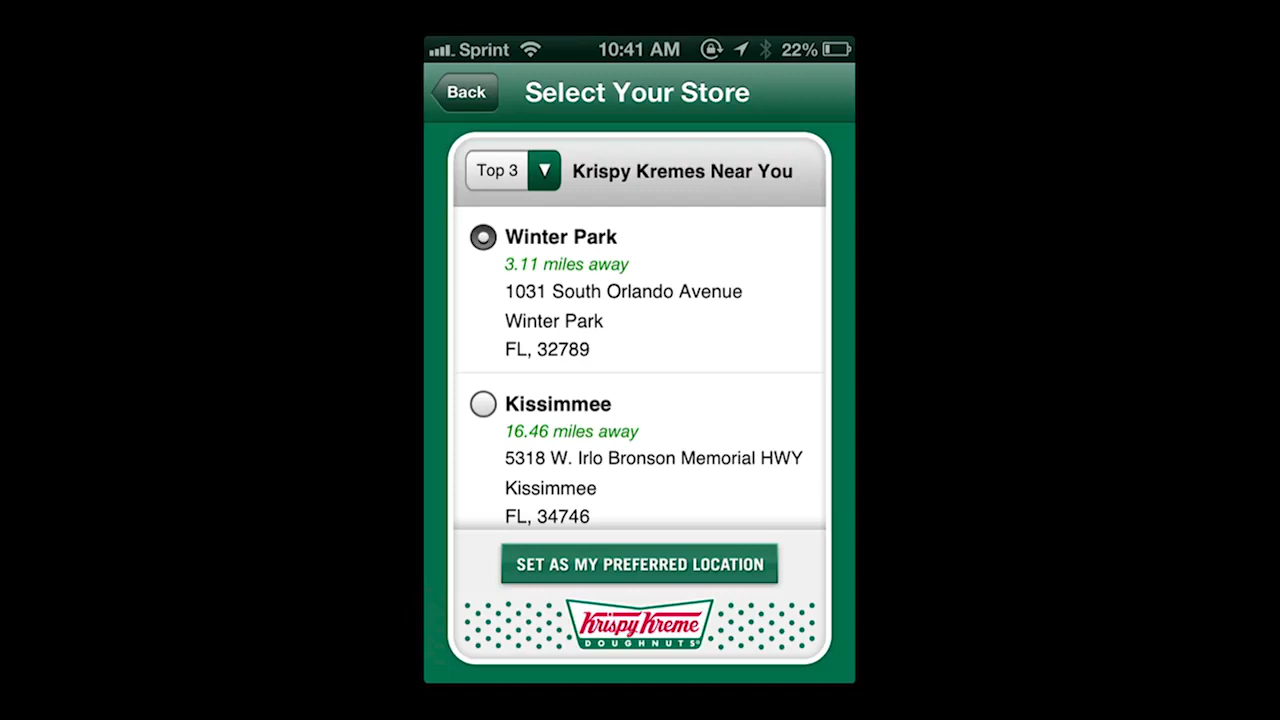 Sprint 10:41 AM 22%
Back Select Your Store
Top 3 Krispy Kremes Near You
Winter Park
3.11 miles away
1031 South Orlando Avenue
Winter Park
FL, 32789
Kissimmee
16.46 miles away
5318 W. Irlo Bronson Memorial HWY
Kissimmee
FL, 34746
SET AS MY PREFERRED LOCATION
Krispy Kreme
DOUGHNUTS